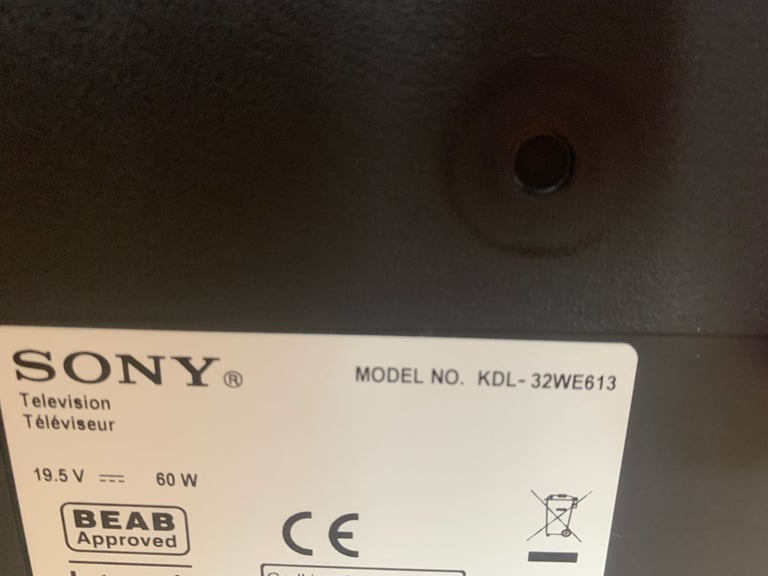 SONY®
MODEL NO. KDL-32WE613
Television
Téléviseur
19.5 V ⎓ 60 W
BEAB
Approved
CE